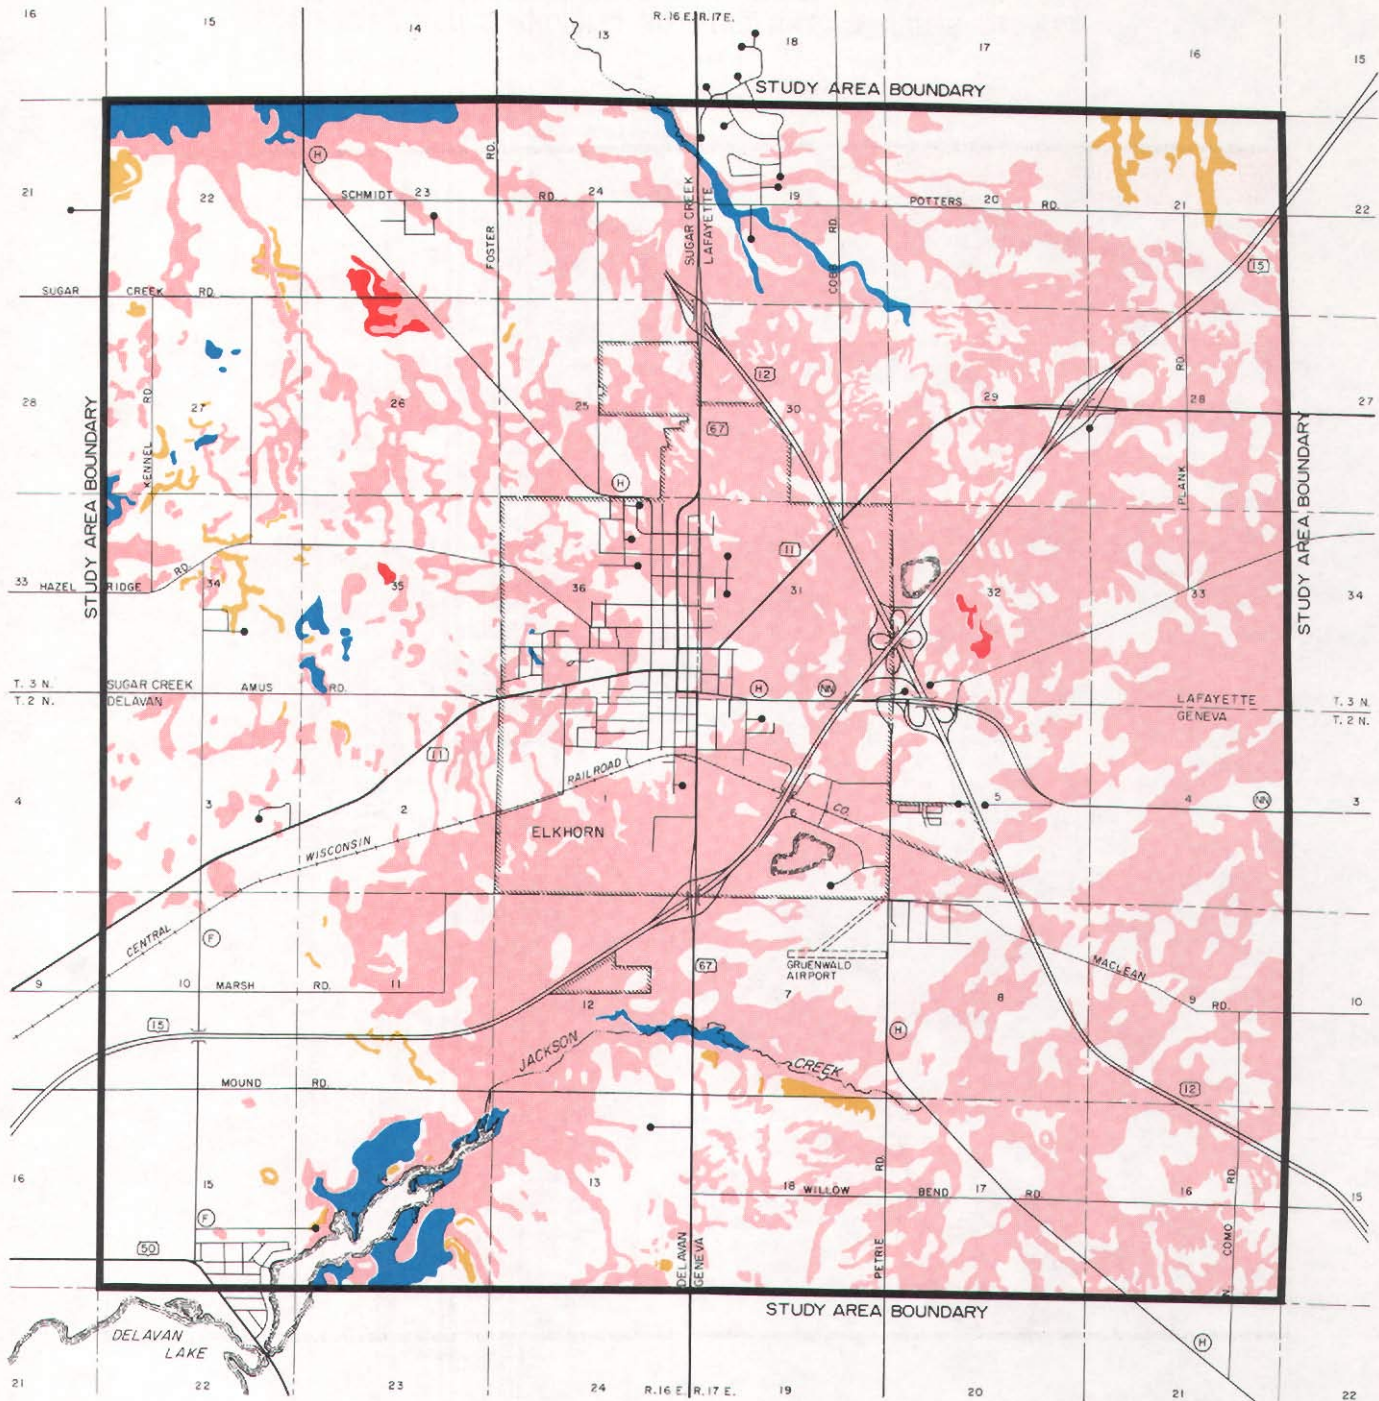 R. 16 E. R. 17 E.
16 15 14 13 18 17 16 15
STUDY AREA BOUNDARY
H
RD.
21 22 SCHMIDT 23 RD. 24 19 POTTERS 20 RD. 21 22
SUGAR CREEK
LAFAYETTE
FOSTER
COBB RD.
15
SUGAR CREEK RD.
12
28 27 26 25 30 29 28 27
KENNEL RD
67
PLANK RD.
STUDY AREA BOUNDARY
STUDY AREA BOUNDARY
H
11
33 HAZEL RIDGE RD. 34 35 36 31 32 33 34
T. 3 N. SUGAR CREEK AMUS RD. H NN LAFAYETTE T. 3 N.
T. 2 N. DELAVAN GENEVA T. 2 N.
11
RAILROAD
4 3 2 1 6 CO. 5 4 NN 3
WISCONSIN
ELKHORN
CENTRAL
F
67
GRUENWALD
AIRPORT
MACLEAN RD.
9 10 MARSH RD. 11 12 7 8 9 10
15
JACKSON CREEK
H
MOUND RD.
12
16 15 13 18 WILLOW BEND 17 RD 16 15
F
50
DELAVAN
GENEVA
PETRIE RD.
COMO RD
STUDY AREA BOUNDARY
DELAVAN
LAKE
H
21 22 23 24 R. 16 E. R. 17 E. 19 20 21 22